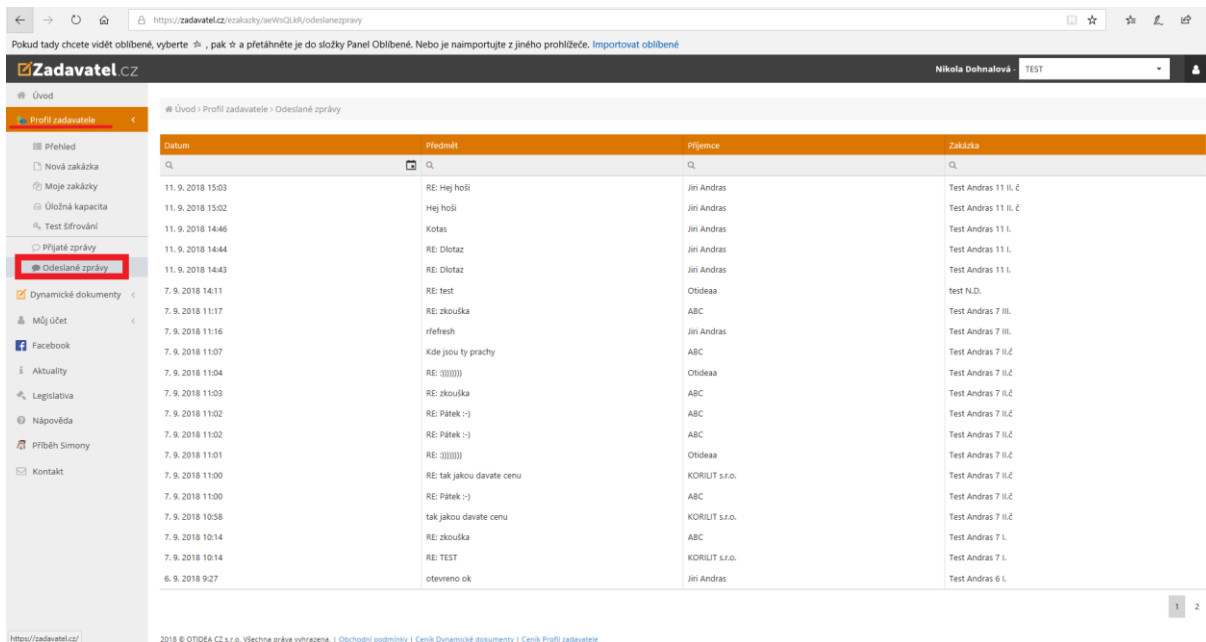 https://zadavatel.cz/ezakazky/aeWsQLkR/odeslanezpravy
Pokud tady chcete vidět oblíbené, vyberte ☆ , pak ☆ a přetáhněte je do složky Panel Oblíbené. Nebo je naimportujte z jiného prohlížeče. Importovat oblíbené
Zadavatel.cz
Nikola Dohnalová - TEST
Úvod
Profil zadavatele
Přehled
Nová zakázka
Moje zakázky
Úložná kapacita
Test šifrování
Přijaté zprávy
Odeslané zprávy
Dynamické dokumenty
Můj účet
Facebook
Aktuality
Legislativa
Nápověda
Příběh Simony
Kontakt
Úvod > Profil zadavatele > Odeslané zprávy
Datum Předmět Příjemce Zakázka
11. 9. 2018 15:03 RE: Hej hoši Jiri Andras Test Andras 11 II. č
11. 9. 2018 15:02 Hej hoši Jiri Andras Test Andras 11 II. č
11. 9. 2018 14:46 Kotas Jiri Andras Test Andras 11 I.
11. 9. 2018 14:44 RE: Dlotaz Jiri Andras Test Andras 11 I.
11. 9. 2018 14:43 RE: Dlotaz Jiri Andras Test Andras 11 I.
7. 9. 2018 14:11 RE: test Otideaa test N.D.
7. 9. 2018 11:17 RE: zkouška ABC Test Andras 7 III.
7. 9. 2018 11:16 rřefresh Jiri Andras Test Andras 7 III.
7. 9. 2018 11:07 Kde jsou ty prachy ABC Test Andras 7 II.č
7. 9. 2018 11:04 RE: Otideaa Test Andras 7 II.č
7. 9. 2018 11:03 RE: zkouška ABC Test Andras 7 II.č
7. 9. 2018 11:02 RE: Pátek :-) ABC Test Andras 7 II.č
7. 9. 2018 11:02 RE: Pátek :-) ABC Test Andras 7 II.č
7. 9. 2018 11:01 RE: Otideaa Test Andras 7 II.č
7. 9. 2018 11:00 RE: tak jakou davate cenu KORILIT s.r.o. Test Andras 7 II.č
7. 9. 2018 11:00 RE: Pátek :-) ABC Test Andras 7 II.č
7. 9. 2018 10:58 tak jakou davate cenu KORILIT s.r.o. Test Andras 7 II.č
7. 9. 2018 10:14 RE: zkouška ABC Test Andras 7 I.
7. 9. 2018 10:14 RE: TEST KORILIT s.r.o. Test Andras 7 I.
6. 9. 2018 9:27 otevreno ok Jiri Andras Test Andras 6 I.
1 2
https://zadavatel.cz/
2018 © OTIDEA CZ s.r.o. Všechna práva vyhrazena. | Obchodní podmínky | Ceník Dynamické dokumenty | Ceník Profil zadavatele